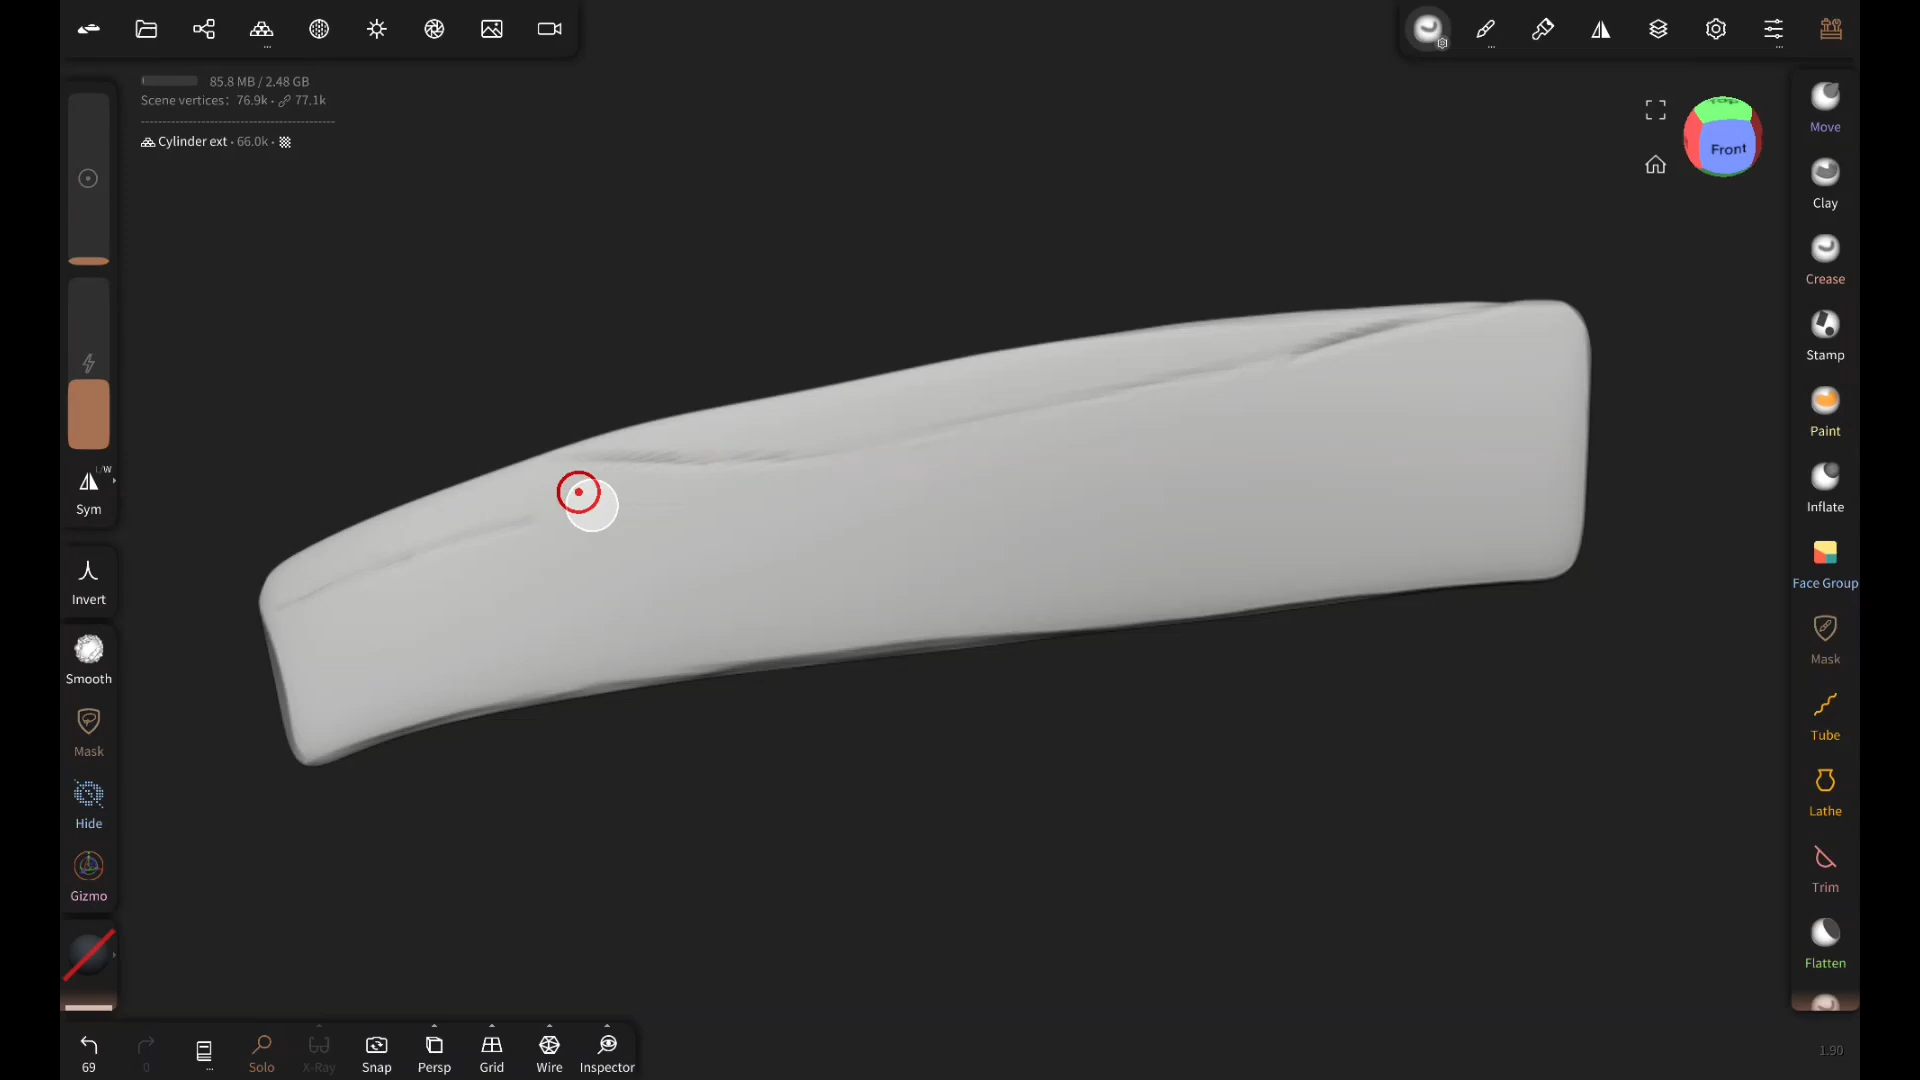 85.8 MB / 2.48 GB
Scene vertices: 76.9k • 77.1k
Cylinder ext • 66.0k •
Top
Front
Move
Clay
Crease
Stamp
Paint
Inflate
Face Group
Mask
Tube
Lathe
Trim
Flatten
L/W
Sym
Invert
Smooth
Mask
Hide
Gizmo
69
0
Solo
X-Ray
Snap
Persp
Grid
Wire
Inspector
1.90